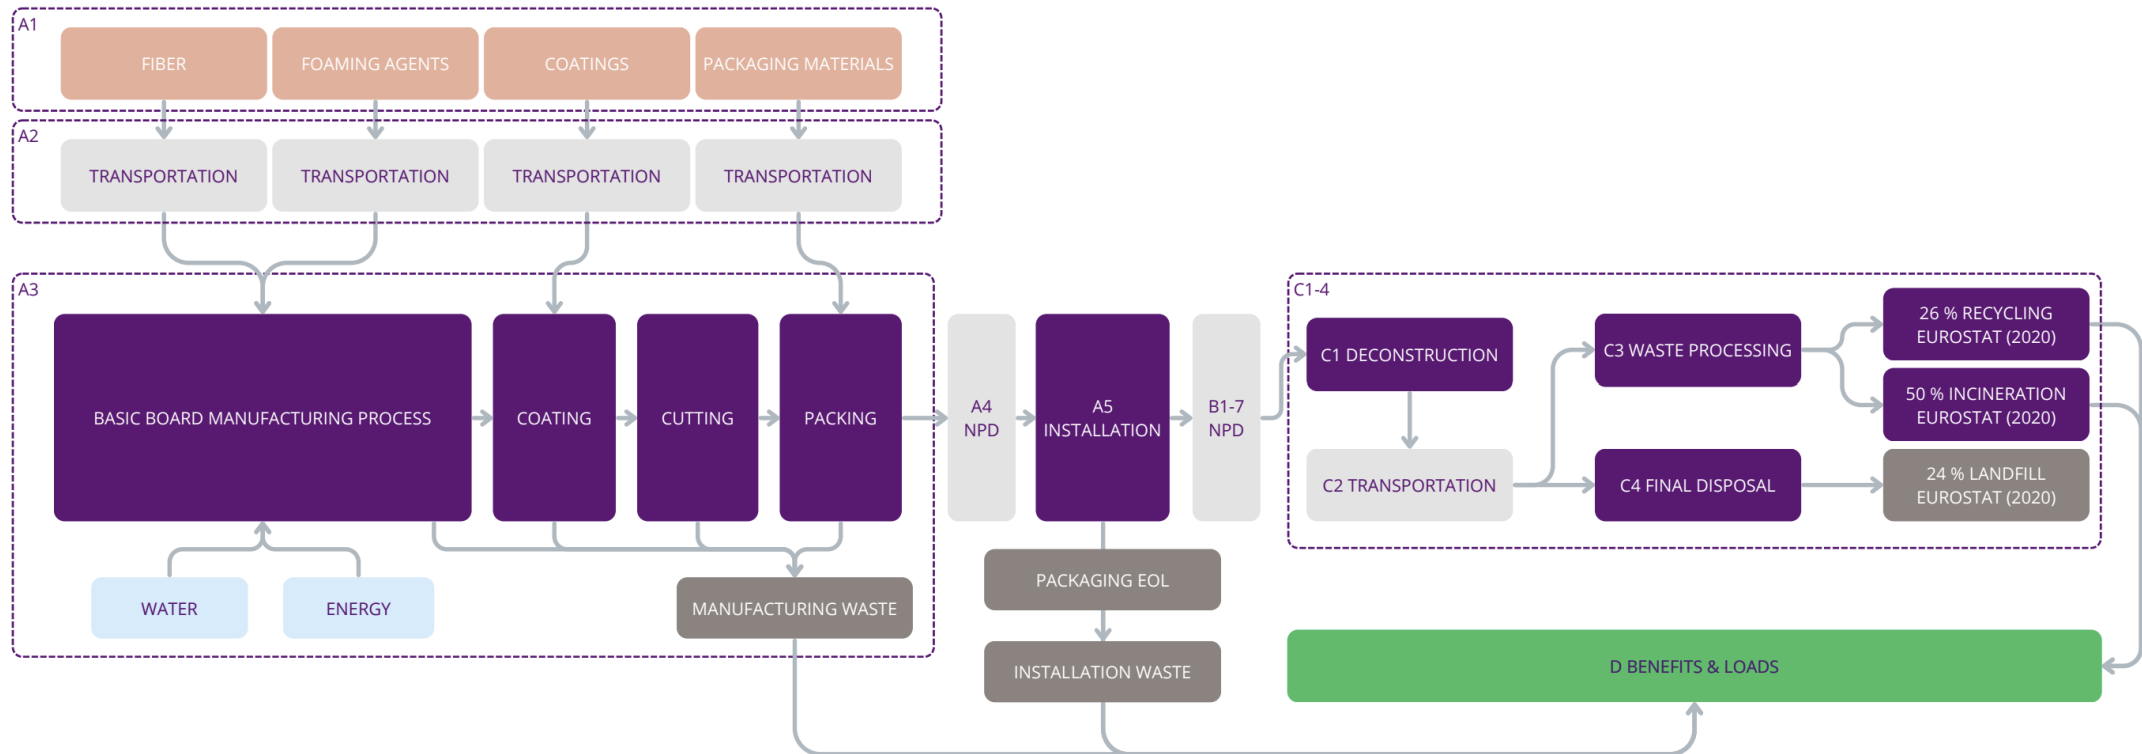 A1
FIBER
FOAMING AGENTS
COATINGS
PACKAGING MATERIALS
A2
TRANSPORTATION
TRANSPORTATION
TRANSPORTATION
TRANSPORTATION
A3
BASIC BOARD MANUFACTURING PROCESS
COATING
CUTTING
PACKING
WATER
ENERGY
MANUFACTURING WASTE
A4
NPD
A5
INSTALLATION
PACKAGING EOL
INSTALLATION WASTE
B1-7
NPD
C1-4
C1 DECONSTRUCTION
C2 TRANSPORTATION
C3 WASTE PROCESSING
C4 FINAL DISPOSAL
26 % RECYCLING
EUROSTAT (2020)
50 % INCINERATION
EUROSTAT (2020)
24 % LANDFILL
EUROSTAT (2020)
D BENEFITS & LOADS